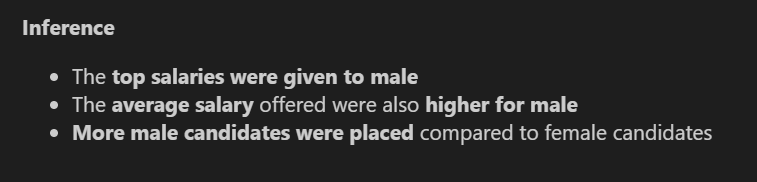 Inference
• The top salaries were given to male
• The average salary offered were also higher for male
• More male candidates were placed compared to female candidates